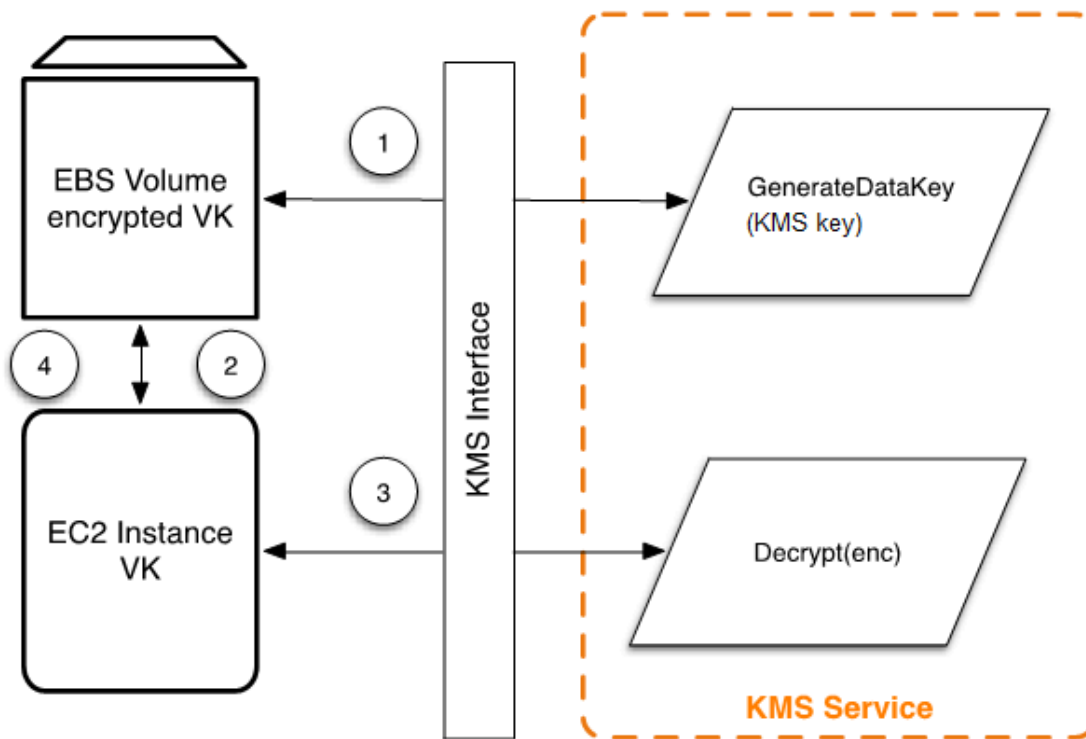 1
EBS Volume
encrypted VK
GenerateDataKey
(KMS key)
4
2
KMS Interface
3
EC2 Instance
VK
Decrypt(enc)
KMS Service